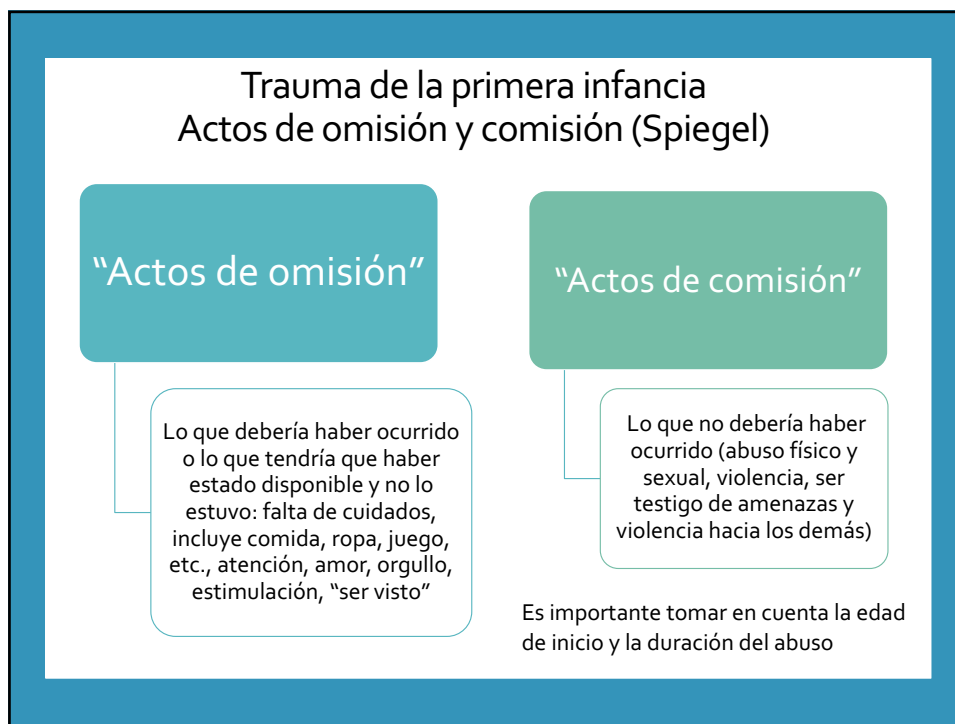 Trauma de la primera infancia
Actos de omisión y comisión (Spiegel)
“Actos de omisión”
Lo que debería haber ocurrido
o lo que tendría que haber
estado disponible y no lo
estuvo: falta de cuidados,
incluye comida, ropa, juego,
etc., atención, amor, orgullo,
estimulación, “ser visto”
“Actos de comisión”
Lo que no debería haber
ocurrido (abuso físico y
sexual, violencia, ser
testigo de amenazas y
violencia hacia los demás)
Es importante tomar en cuenta la edad
de inicio y la duración del abuso